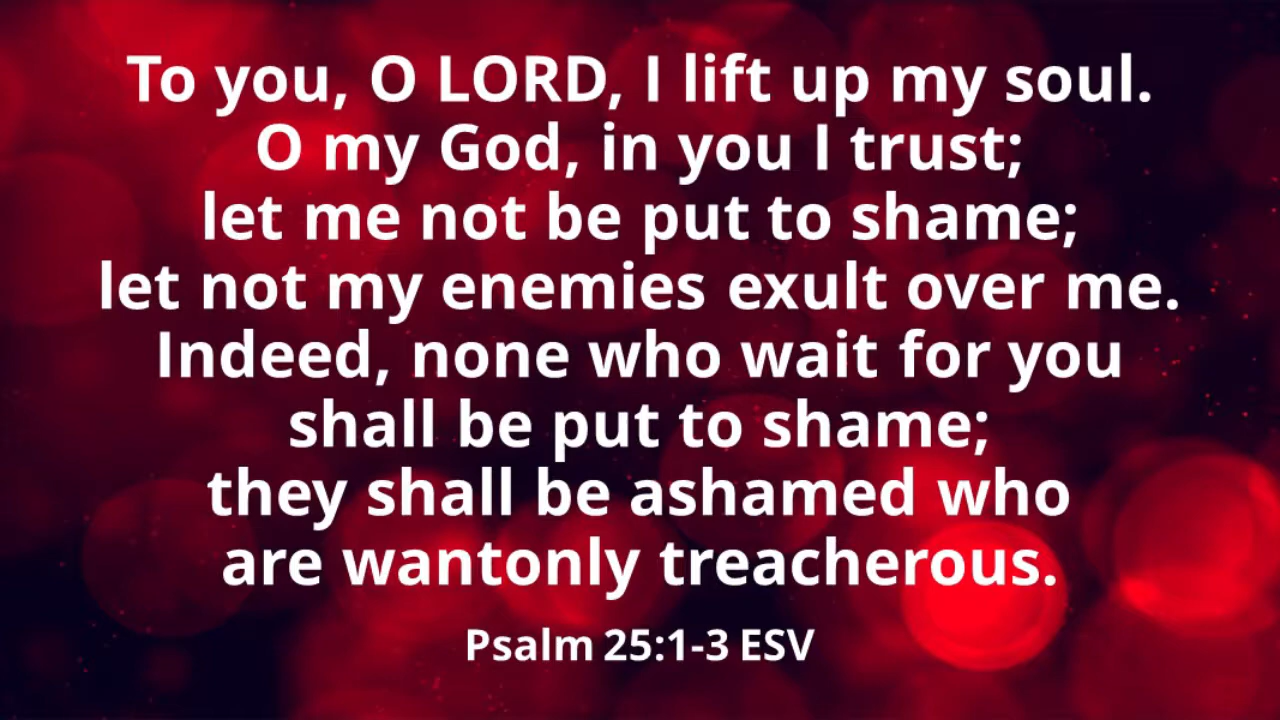 To you, O LORD, I lift up my soul.
O my God, in you I trust;
let me not be put to shame;
let not my enemies exult over me.
Indeed, none who wait for you
shall be put to shame;
they shall be ashamed who
are wantonly treacherous.
Psalm 25:1-3 ESV